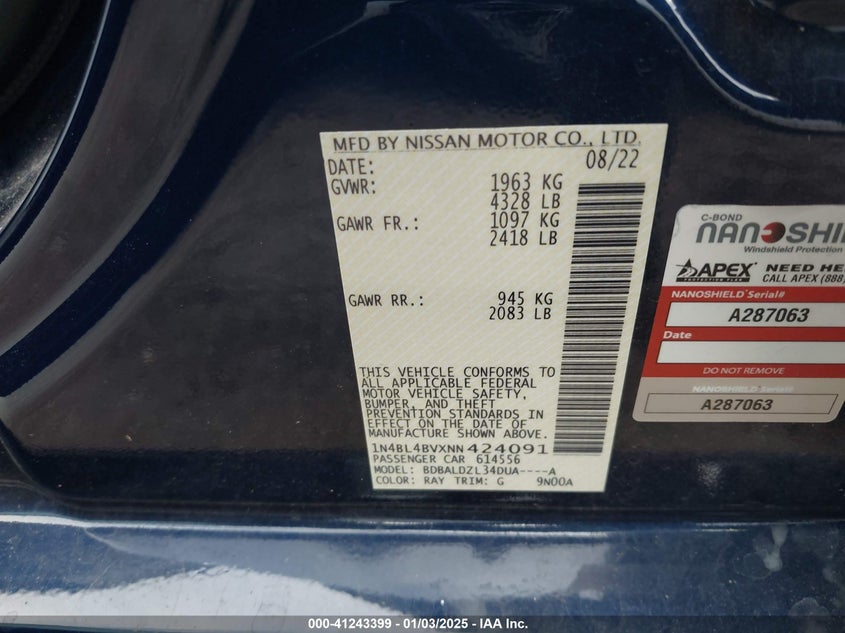 MFD BY NISSAN MOTOR CO., LTD.
DATE: 08/22
GVWR: 1963 KG
4328 LB
GAWR FR.: 1097 KG
2418 LB
GAWR RR.: 945 KG
2083 LB
THIS VEHICLE CONFORMS TO
ALL APPLICABLE FEDERAL
MOTOR VEHICLE SAFETY,
BUMPER, AND THEFT
PREVENTION STANDARDS IN
EFFECT ON THE DATE OF
MANUFACTURE SHOWN ABOVE.
1N4BL4BVXNN424091
PASSENGER CAR 614556
MODEL: BDBALDZL34DUA----A
COLOR: RAY TRIM: G 9N00A
C-BOND
NANOSHI
Windshield Protection
APEX NEED HE
CALL APEX (888)
NANOSHIELD Serial#
A287063
Date
DO NOT REMOVE
NANOSHIELD Serial#
A287063
000-41243399 - 01/03/2025 - IAA Inc.